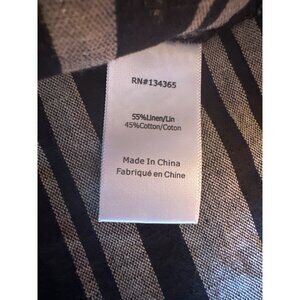 RN#134365
55%Linen/Lin
45%Cotton/Coton
Made In China
Fabriqué en Chine